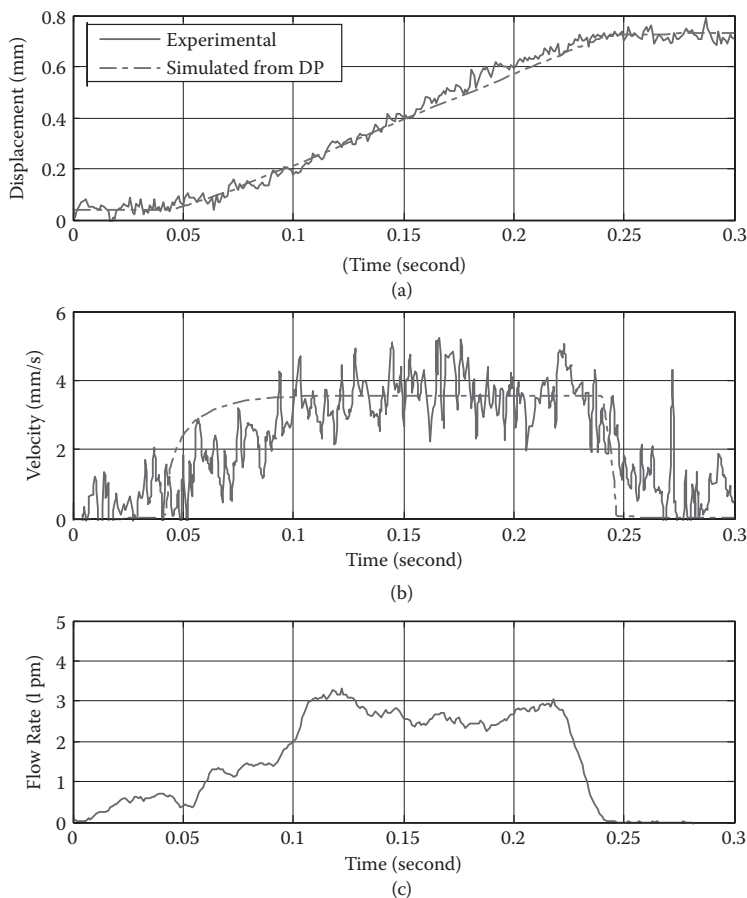 0.8
Experimental
Simulated from DP
0.6
0.4
0.2
0
Displacement (mm)
0 0.05 0.1 0.15 0.2 0.25 0.3
(Time (second)
(a)
6
4
2
0
Velocity (mm/s)
0 0.05 0.1 0.15 0.2 0.25 0.3
Time (second)
(b)
5
4
3
2
1
0
Flow Rate (l pm)
0 0.05 0.1 0.15 0.2 0.25 0.3
Time (second)
(c)